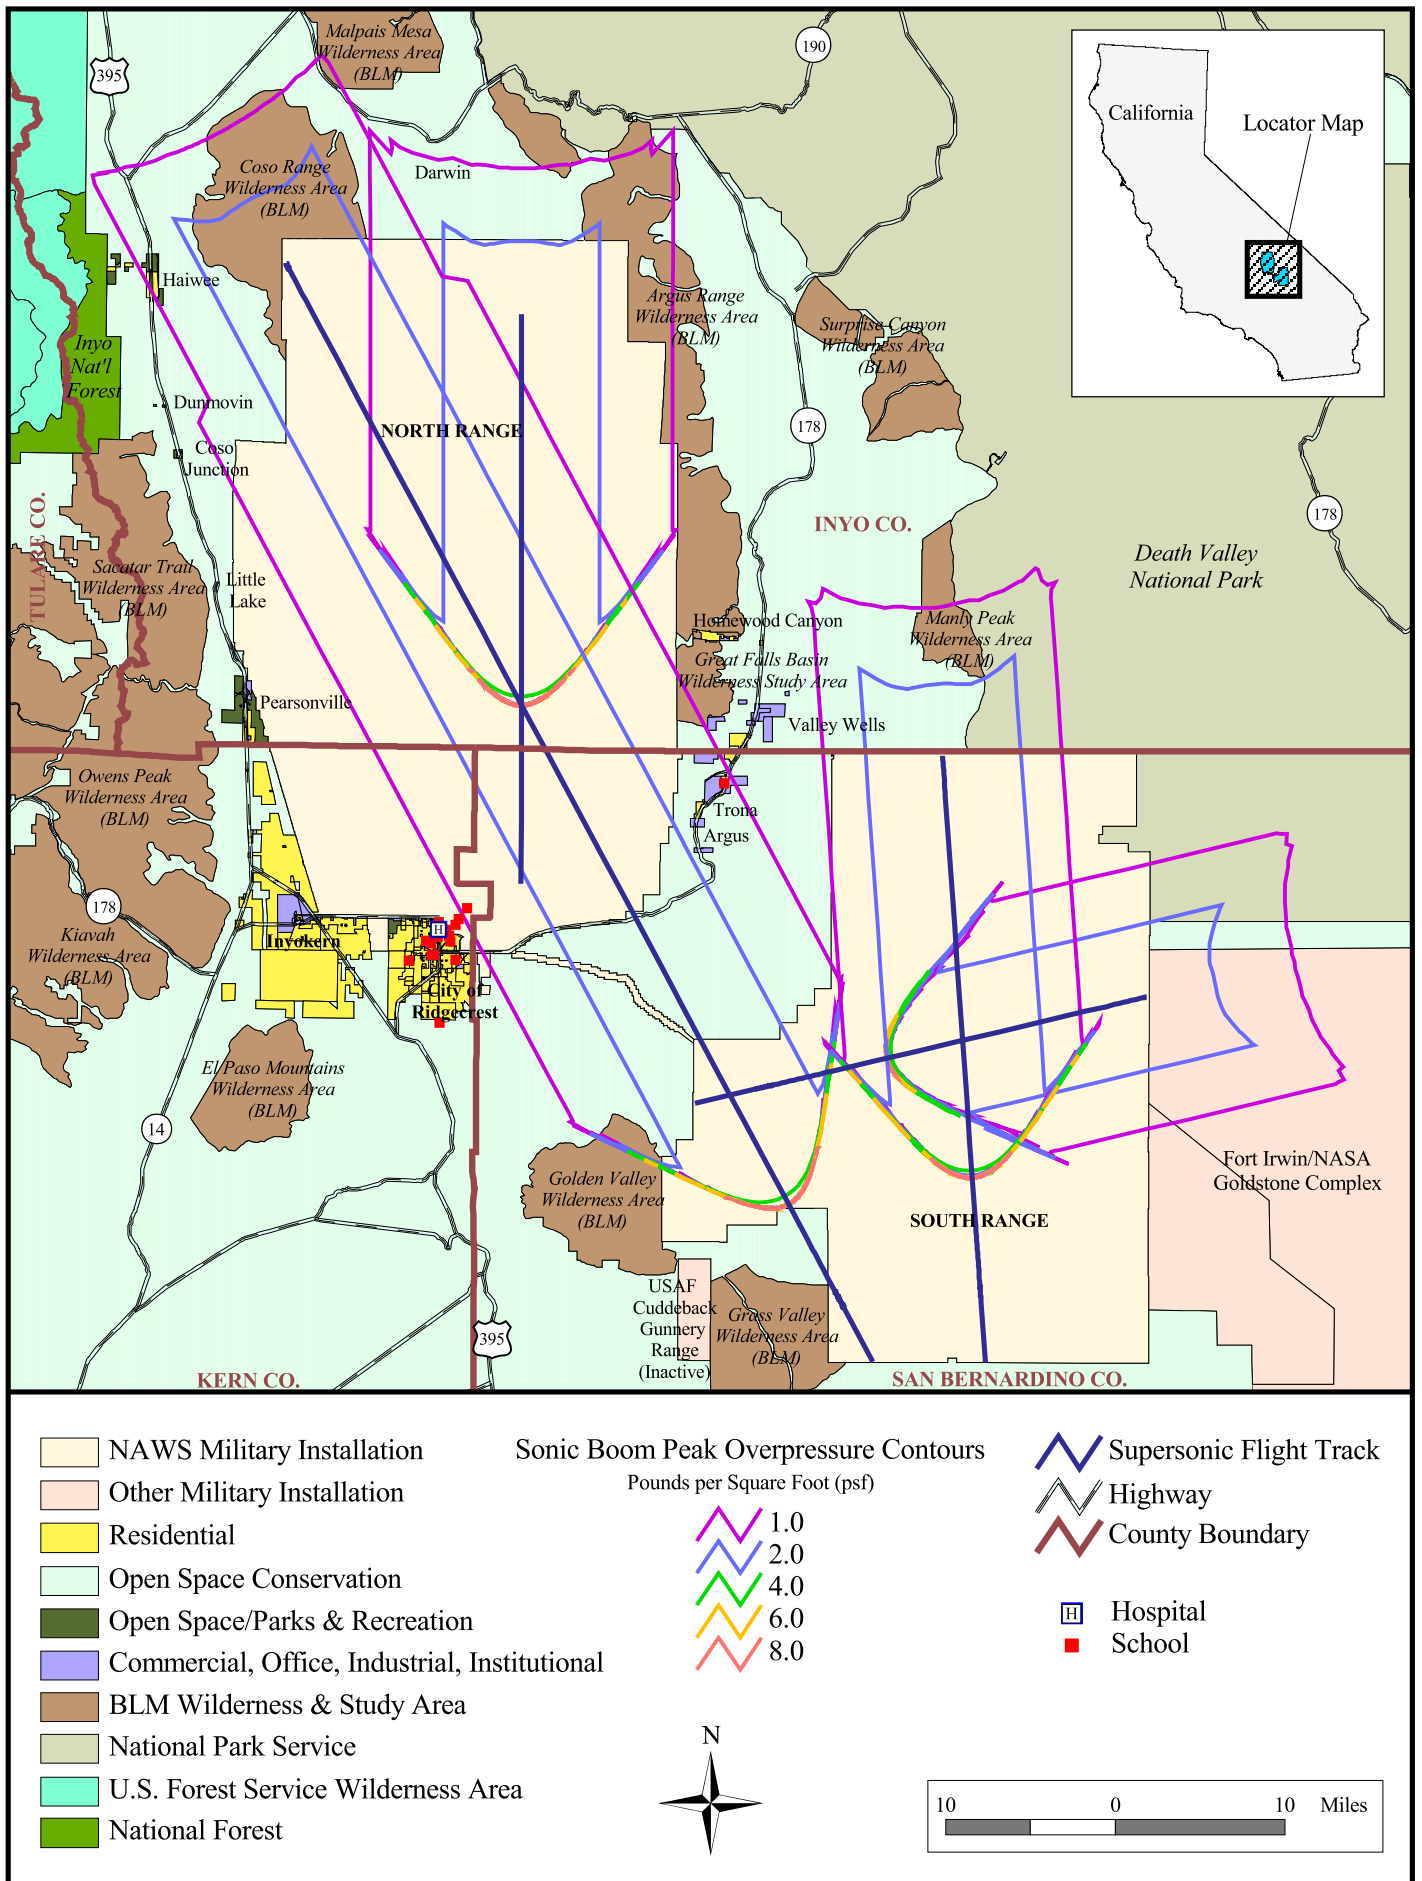 Malpais Mesa
Wilderness Area
(BLM)
395
190
California
Locator Map
Coso Range
Wilderness Area
(BLM)
Darwin
Haiwee
Argus Range
Wilderness Area
(BLM)
Surprise Canyon
Wilderness Area
(BLM)
Inyo
Nat'l
Forest
Dunmovin
NORTH RANGE
178
Coso
Junction
178
TULARE CO.
INYO CO.
Death Valley
National Park
Sacatar Trail
Wilderness Area
(BLM)
Little
Lake
Homewood Canyon
Manly Peak
Wilderness Area
(BLM)
Great Falls Basin
Wilderness Study Area
Pearsonville
Valley Wells
Owens Peak
Wilderness Area
(BLM)
Trona
Argus
178
Kiavah
Wilderness Area
(BLM)
Inyokern
H
City of
Ridgecrest
El Paso Mountains
Wilderness Area
(BLM)
14
Golden Valley
Wilderness Area
(BLM)
Fort Irwin/NASA
Goldstone Complex
SOUTH RANGE
USAF
Cuddeback
Gunnery
Range
(Inactive)
Grass Valley
Wilderness Area
(BLM)
395
KERN CO.
SAN BERNARDINO CO.
NAWS Military Installation
Other Military Installation
Residential
Open Space Conservation
Open Space/Parks & Recreation
Commercial, Office, Industrial, Institutional
BLM Wilderness & Study Area
National Park Service
U.S. Forest Service Wilderness Area
National Forest
Sonic Boom Peak Overpressure Contours
Pounds per Square Foot (psf)
1.0
2.0
4.0
6.0
8.0
Supersonic Flight Track
Highway
County Boundary
H Hospital
School
N
10 0 10 Miles